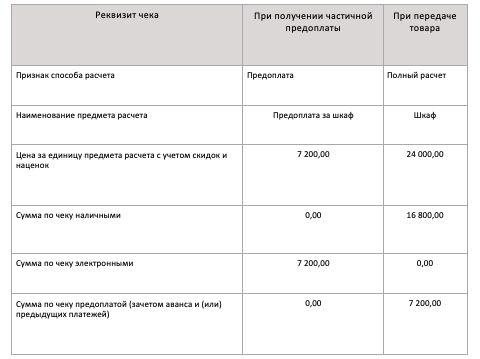 Реквизит чека
При получении частичной
предоплаты
При передаче
товара
Признак способа расчета
Предоплата
Полный расчет
Наименование предмета расчета
Предоплата за шкаф
Шкаф
Цена за единицу предмета расчета с учетом скидок и
наценок
7 200,00
24 000,00
Сумма по чеку наличными
0,00
16 800,00
Сумма по чеку электронными
7 200,00
0,00
Сумма по чеку предоплатой (зачетом аванса и (или)
предыдущих платежей)
0,00
7 200,00